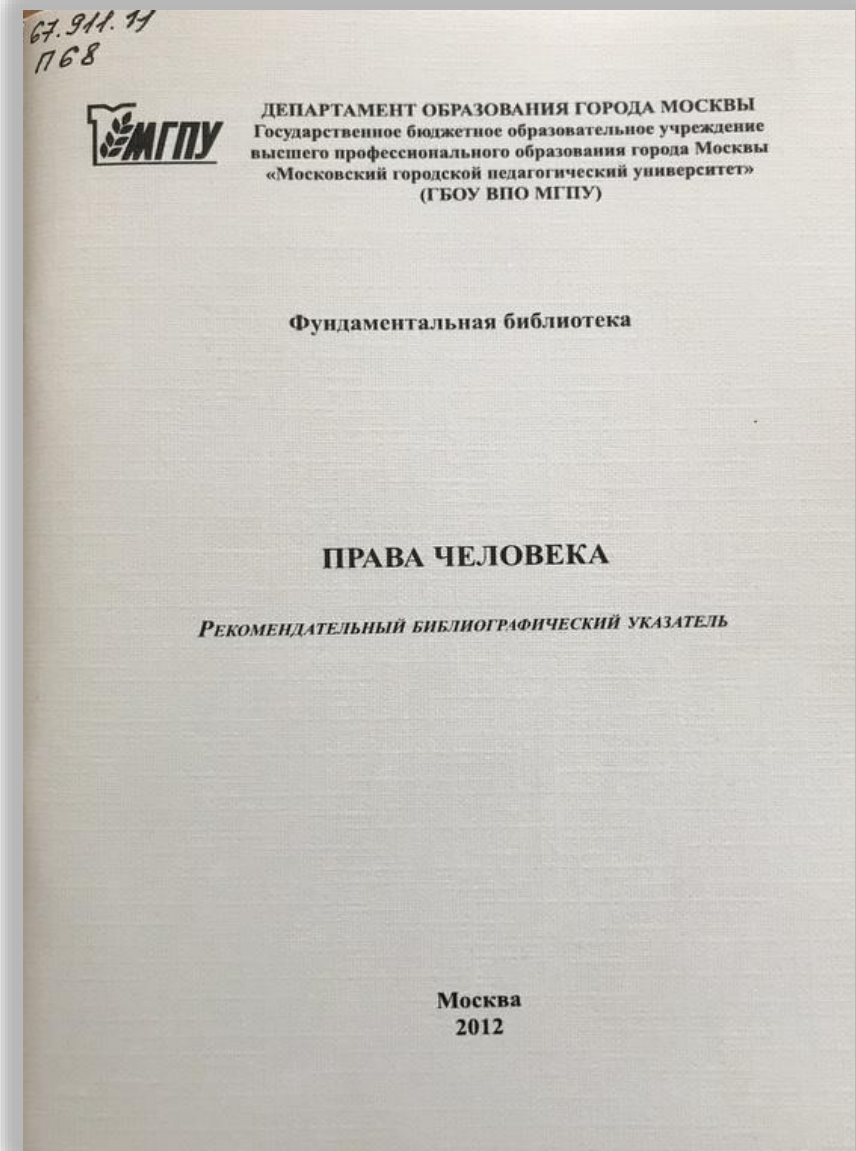 67.911.11
П68
МГПУ
ДЕПАРТАМЕНТ ОБРАЗОВАНИЯ ГОРОДА МОСКВЫ
Государственное бюджетное образовательное учреждение
высшего профессионального образования города Москвы
«Московский городской педагогический университет»
(ГБОУ ВПО МГПУ)
Фундаментальная библиотека
ПРАВА ЧЕЛОВЕКА
РЕКОМЕНДАТЕЛЬНЫЙ БИБЛИОГРАФИЧЕСКИЙ УКАЗАТЕЛЬ
Москва
2012